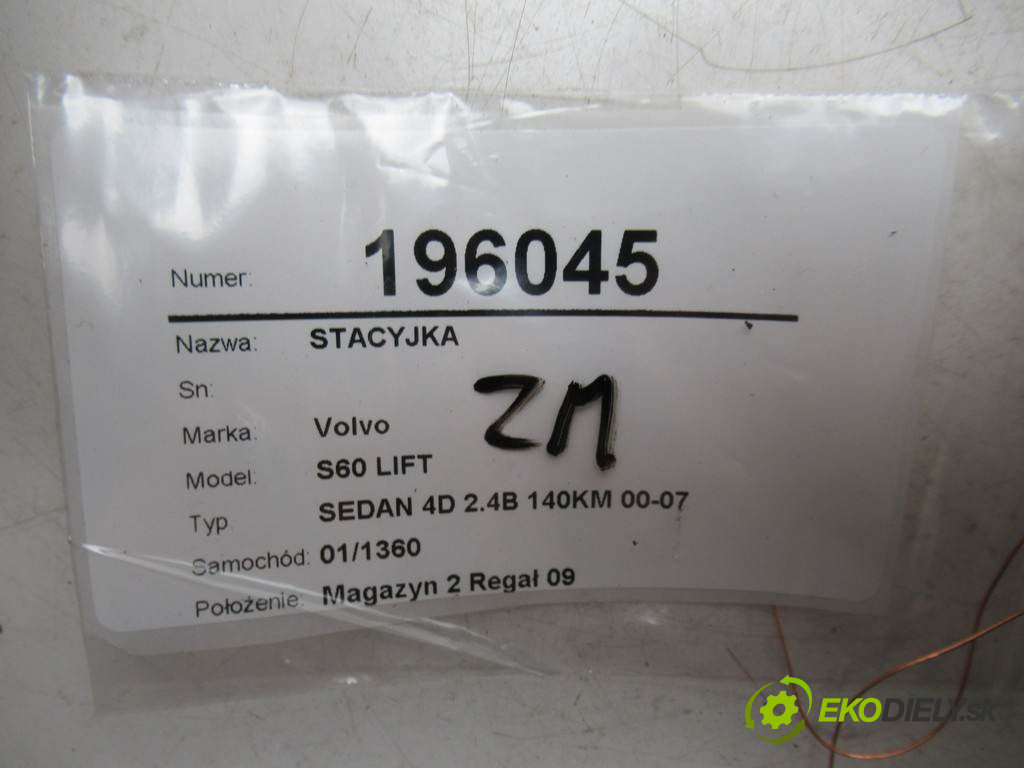 Numer: 196045
Nazwa: STACYJKA
Sn:
ZM
Marka: Volvo
Model: S60 LIFT
Typ SEDAN 4D 2.4B 140KM 00-07
Samochód: 01/1360
Położenie: Magazyn 2 Regał 09
EKODIELY.sk